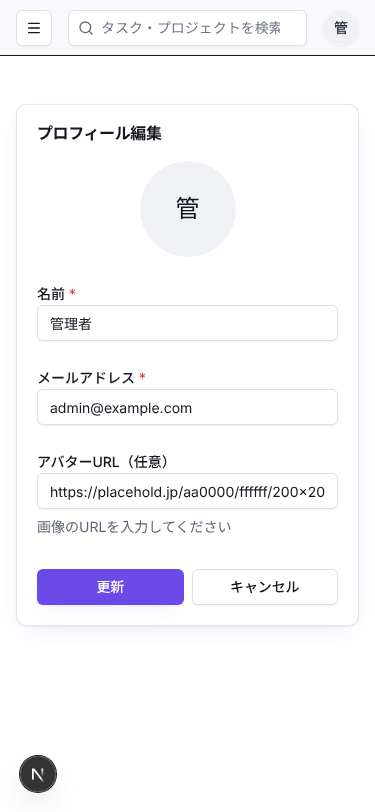 タスク・プロジェクトを検索
管
プロフィール編集
管
名前 *
管理者
メールアドレス *
admin@example.com
アバターURL（任意）
https://placehold.jp/aa0000/ffffff/200×20
画像のURLを入力してください
更新
キャンセル
N